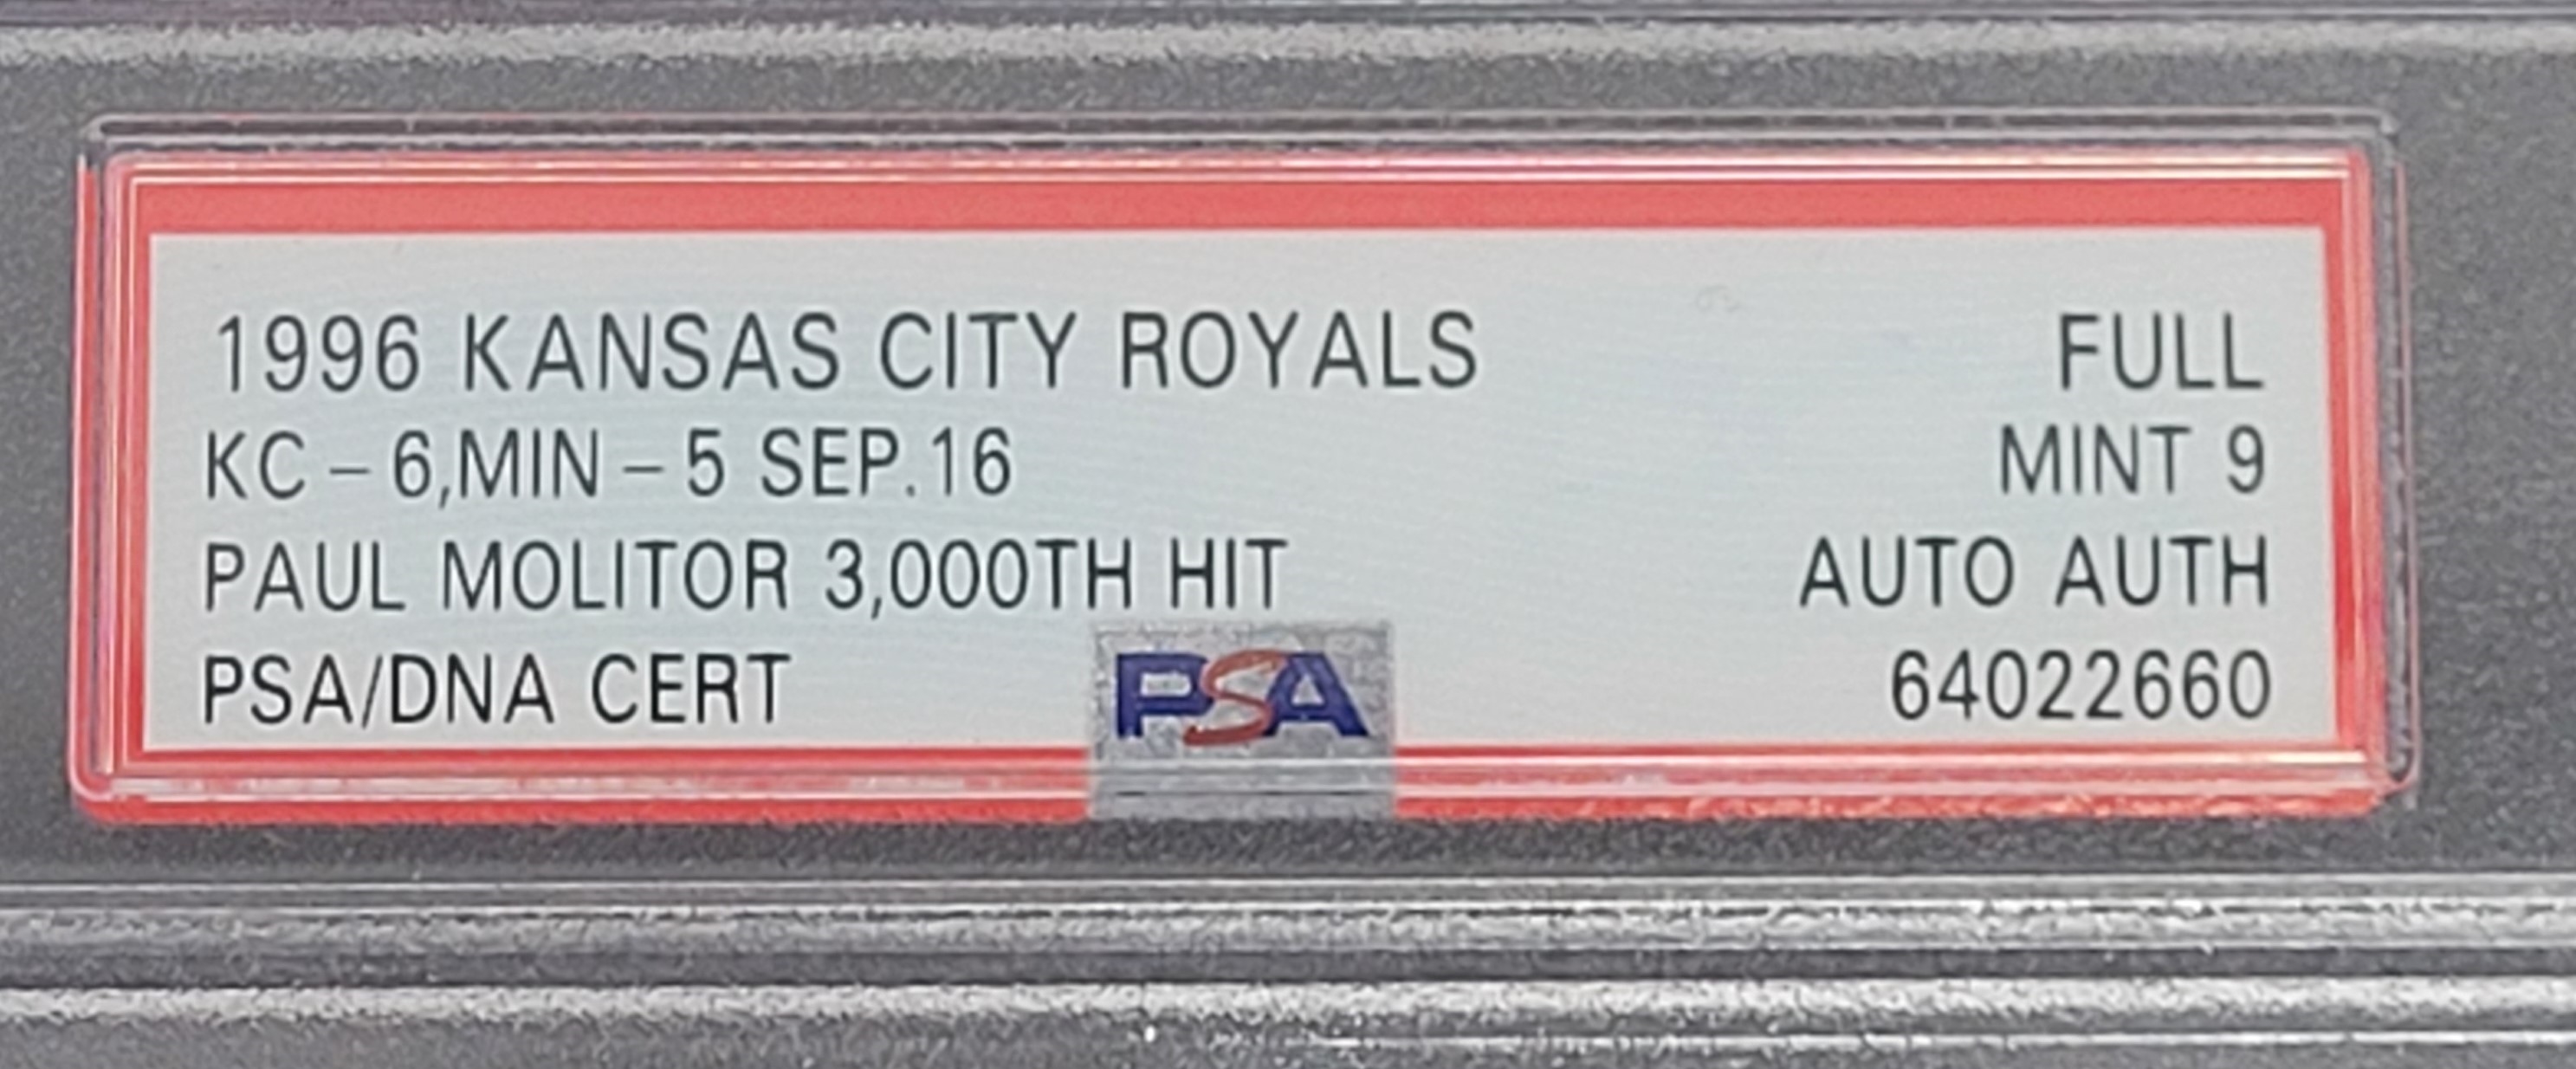 1996 KANSAS CITY ROYALS FULL
KC – 6,MIN – 5 SEP.16 MINT 9
PAUL MOLITOR 3,000TH HIT AUTO AUTH
PSA/DNA CERT PSA 64022660